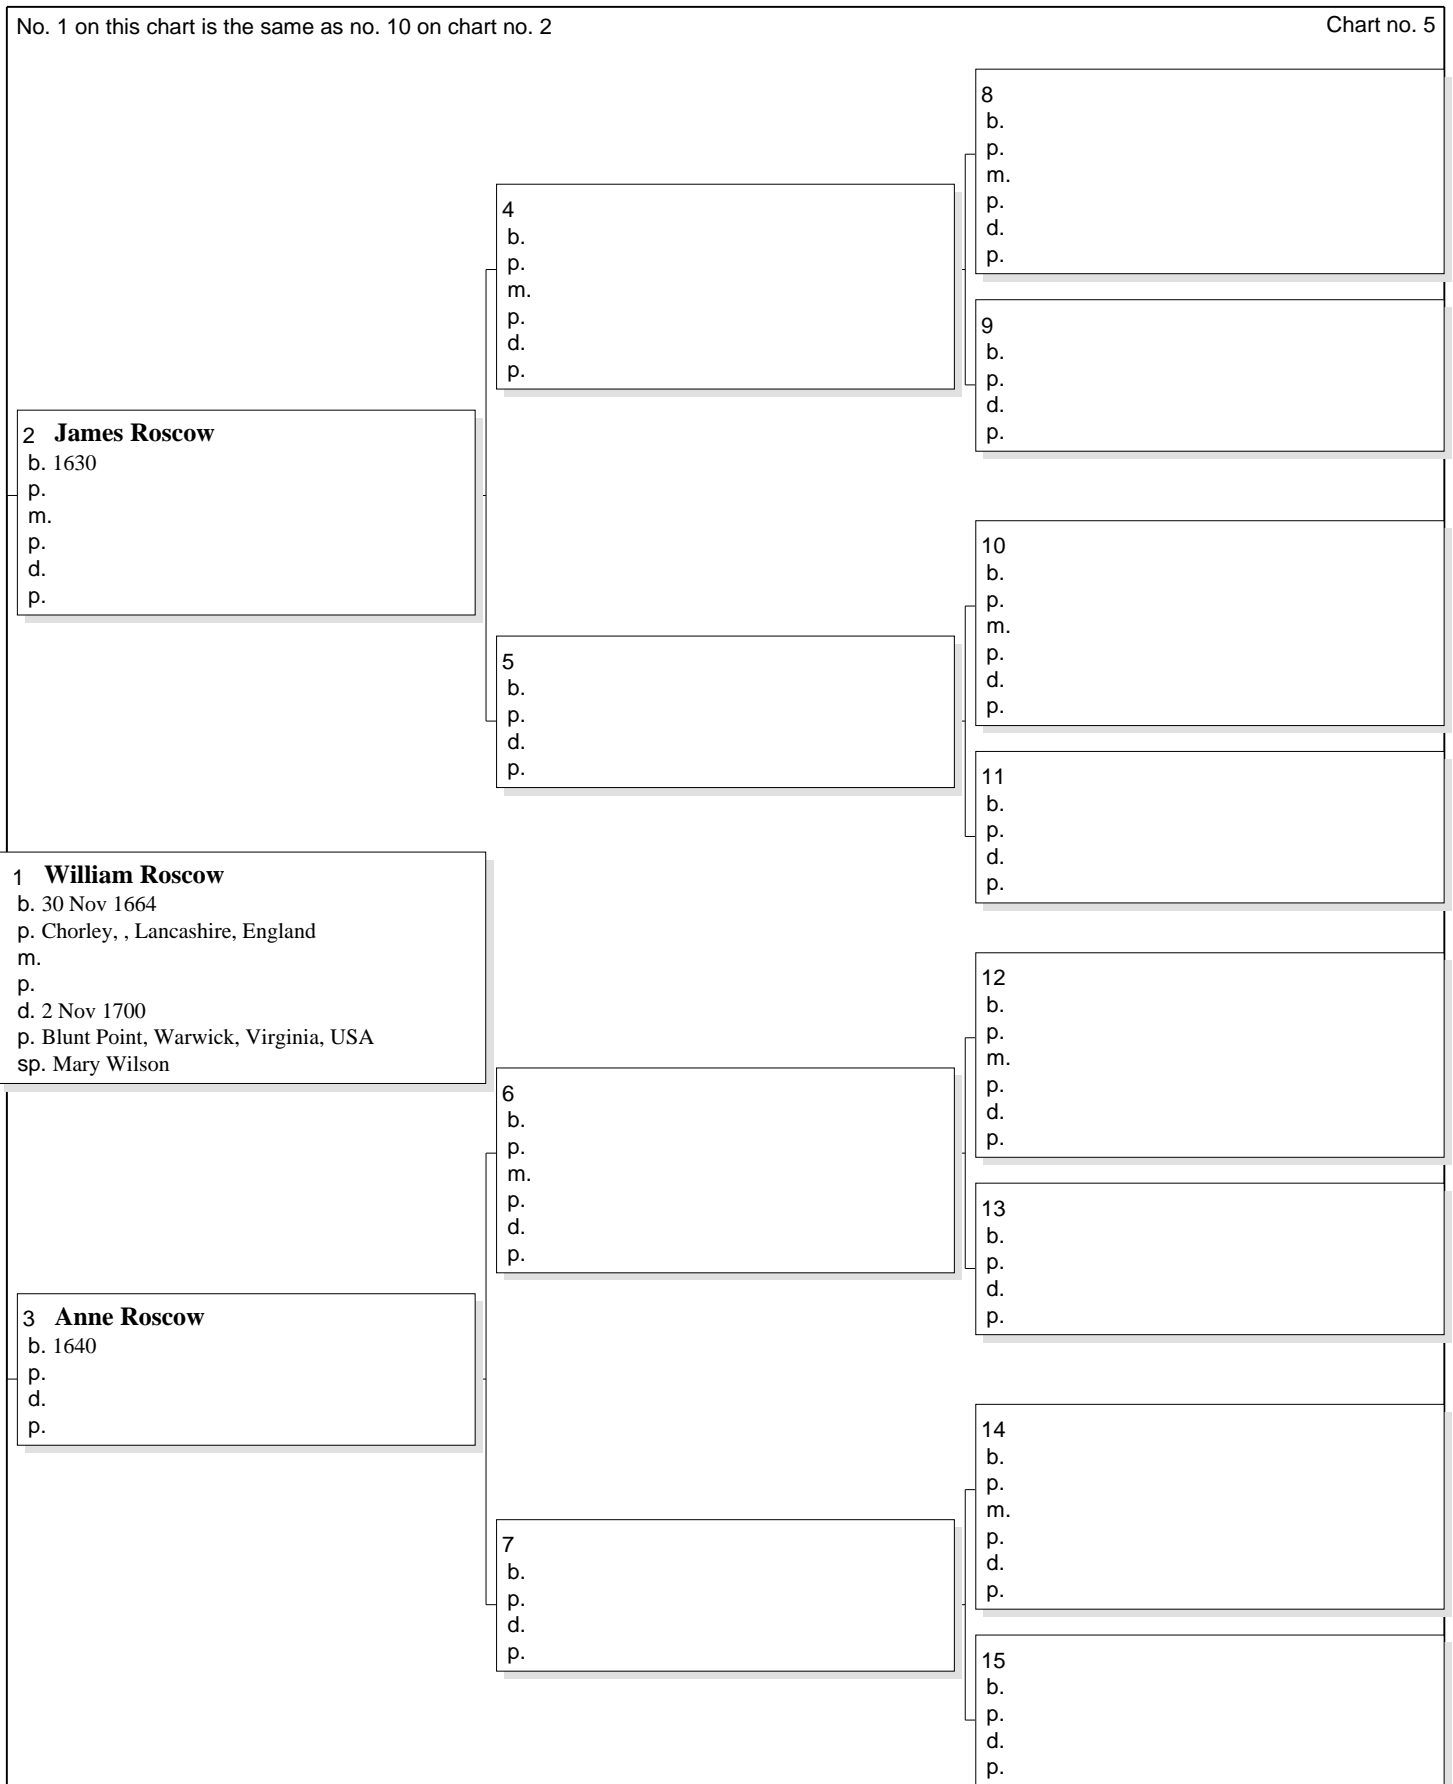 No. 1 on this chart is the same as no. 10 on chart no. 2
Chart no. 5
8
b.
p.
m.
p.
d.
p.
4
b.
p.
m.
p.
d.
p.
9
b.
p.
d.
p.
2 James Roscow
b. 1630
p.
m.
p.
d.
p.
10
b.
p.
m.
p.
d.
p.
5
b.
p.
d.
p.
11
b.
p.
d.
p.
1 William Roscow
b. 30 Nov 1664
p. Chorley, , Lancashire, England
m.
p.
d. 2 Nov 1700
p. Blunt Point, Warwick, Virginia, USA
sp. Mary Wilson
12
b.
p.
m.
p.
d.
p.
6
b.
p.
m.
p.
d.
p.
13
b.
p.
d.
p.
3 Anne Roscow
b. 1640
p.
d.
p.
14
b.
p.
m.
p.
d.
p.
7
b.
p.
d.
p.
15
b.
p.
d.
p.